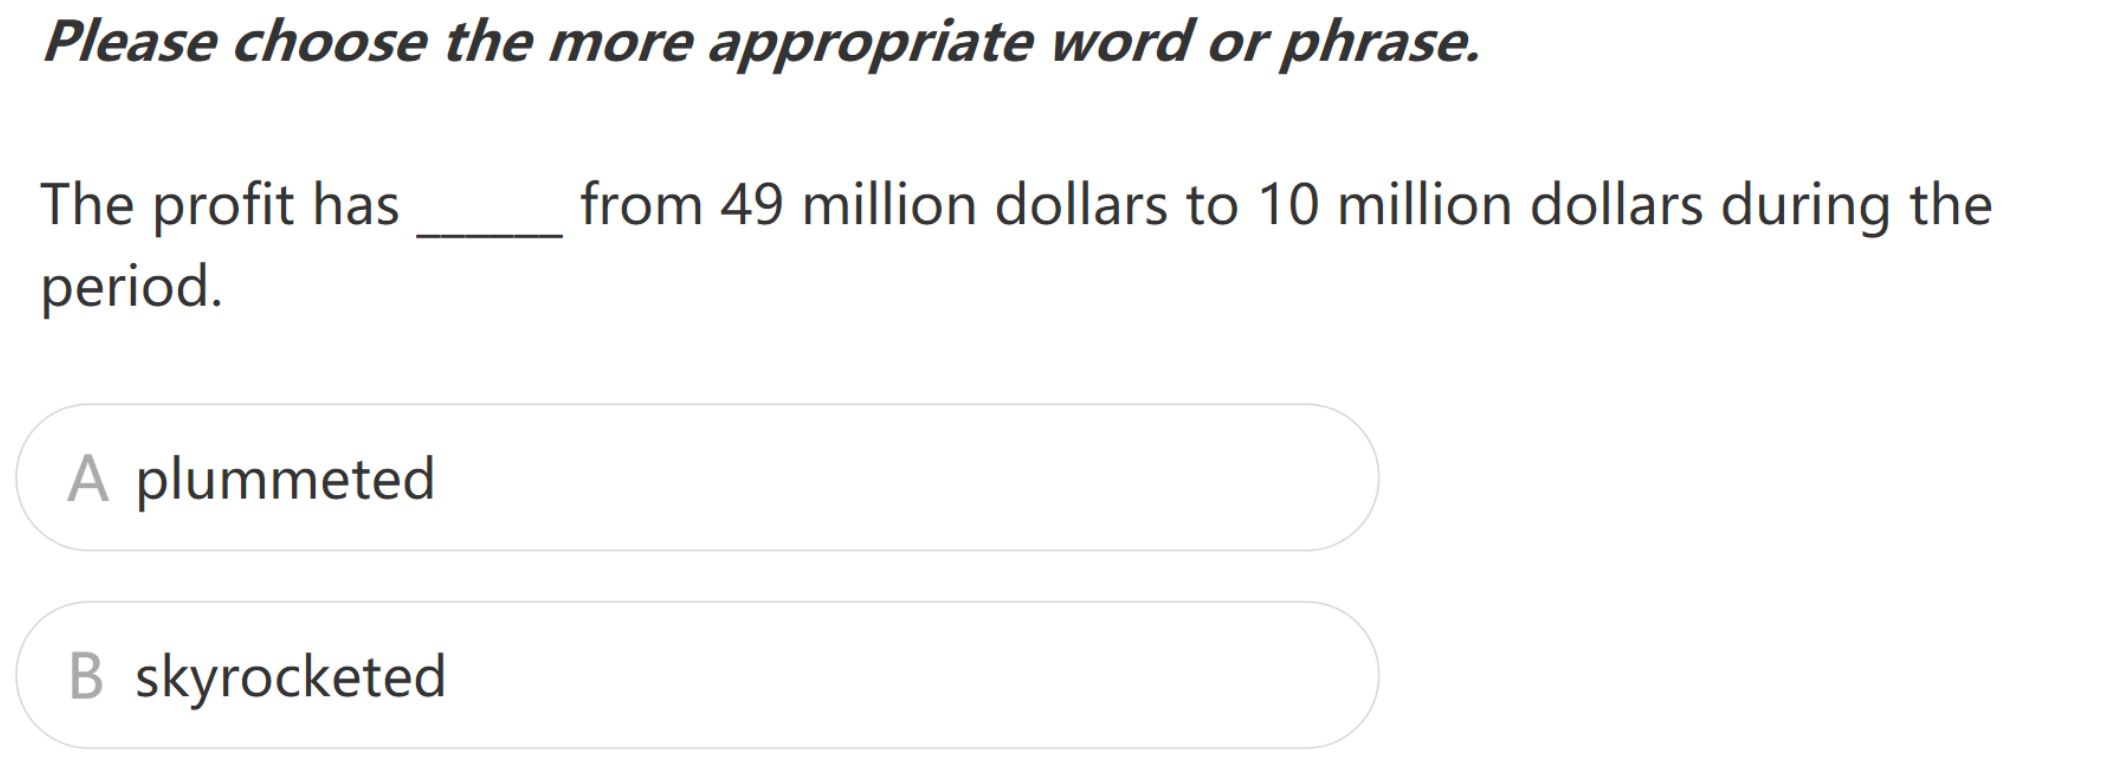 Please choose the more appropriate word or phrase.
The profit has ______ from 49 million dollars to 10 million dollars during the
period.
A plummeted
B skyrocketed